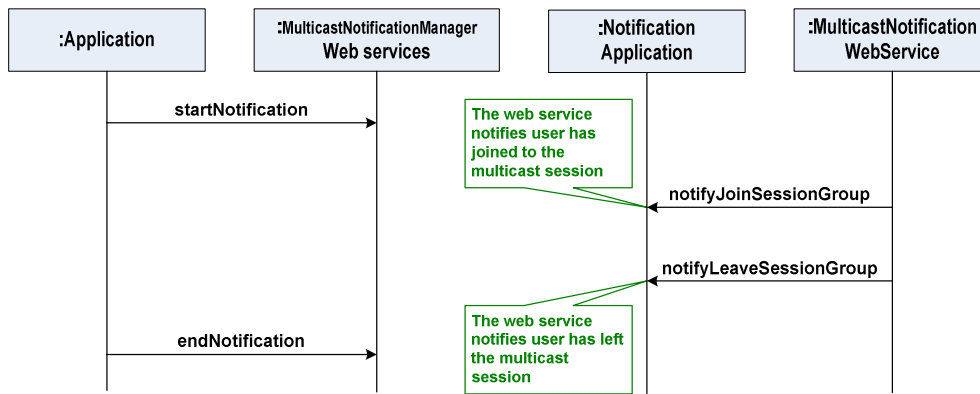 :Application
:MulticastNotificationManager
Web services
:Notification
Application
:MulticastNotification
WebService
startNotification
The web service
notifies user has
joined to the
multicast session
notifyJoinSessionGroup
notifyLeaveSessionGroup
The web service
notifies user has left
the multicast
session
endNotification